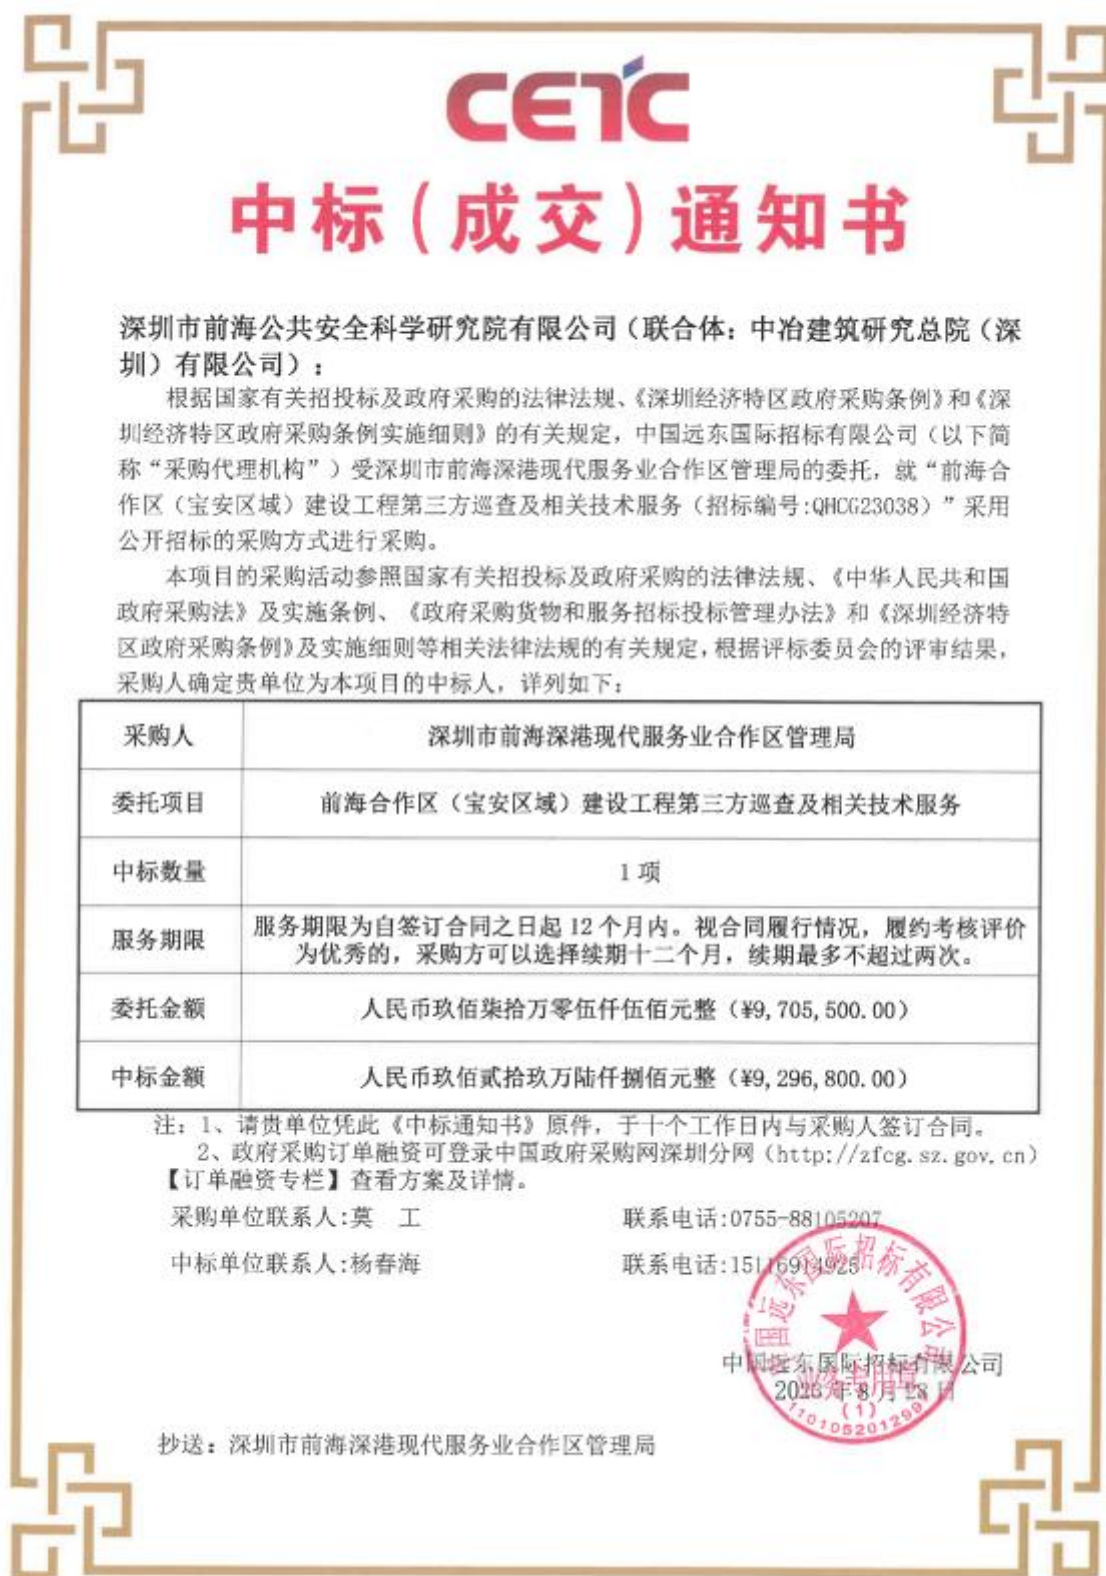 CETC
中标（成交）通知书
深圳市前海公共安全科学研究院有限公司（联合体：中冶建筑研究总院（深
圳）有限公司）：
根据国家有关招投标及政府采购的法律法规、《深圳经济特区政府采购条例》和《深
圳经济特区政府采购条例实施细则》的有关规定，中国远东国际招标有限公司（以下简
称“采购代理机构”）受深圳市前海深港现代服务业合作区管理局的委托，就“前海合
作区（宝安区域）建设工程第三方巡查及相关技术服务（招标编号:QHCG23038）”采用
公开招标的采购方式进行采购。
本项目的采购活动参照国家有关招投标及政府采购的法律法规、《中华人民共和国
政府采购法》及实施条例、《政府采购货物和服务招标投标管理办法》和《深圳经济特
区政府采购条例》及实施细则等相关法律法规的有关规定，根据评标委员会的评审结果，
采购人确定贵单位为本项目的中标人，详列如下：
采购人 深圳市前海深港现代服务业合作区管理局
委托项目 前海合作区（宝安区域）建设工程第三方巡查及相关技术服务
中标数量 1 项
服务期限 服务期限为自签订合同之日起 12 个月内。视合同履行情况，履约考核评价
为优秀的，采购方可以选择续期十二个月，续期最多不超过两次。
委托金额 人民币玖佰柒拾万零伍仟伍佰元整（¥9,705,500.00）
中标金额 人民币玖佰贰拾玖万陆仟捌佰元整（¥9,296,800.00）
注：1、请贵单位凭此《中标通知书》原件，于十个工作日内与采购人签订合同。
2、政府采购订单融资可登录中国政府采购网深圳分网（http://zfcg.sz.gov.cn）
【订单融资专栏】查看方案及详情。
采购单位联系人:莫 工 联系电话:0755-88105207
中标单位联系人:杨春海 联系电话:15116914925
中国远东国际招标有限公司
2023 年 8 月 28 日
中国远东国际招标有限公司
业务专用章
(1)
抄送：深圳市前海深港现代服务业合作区管理局